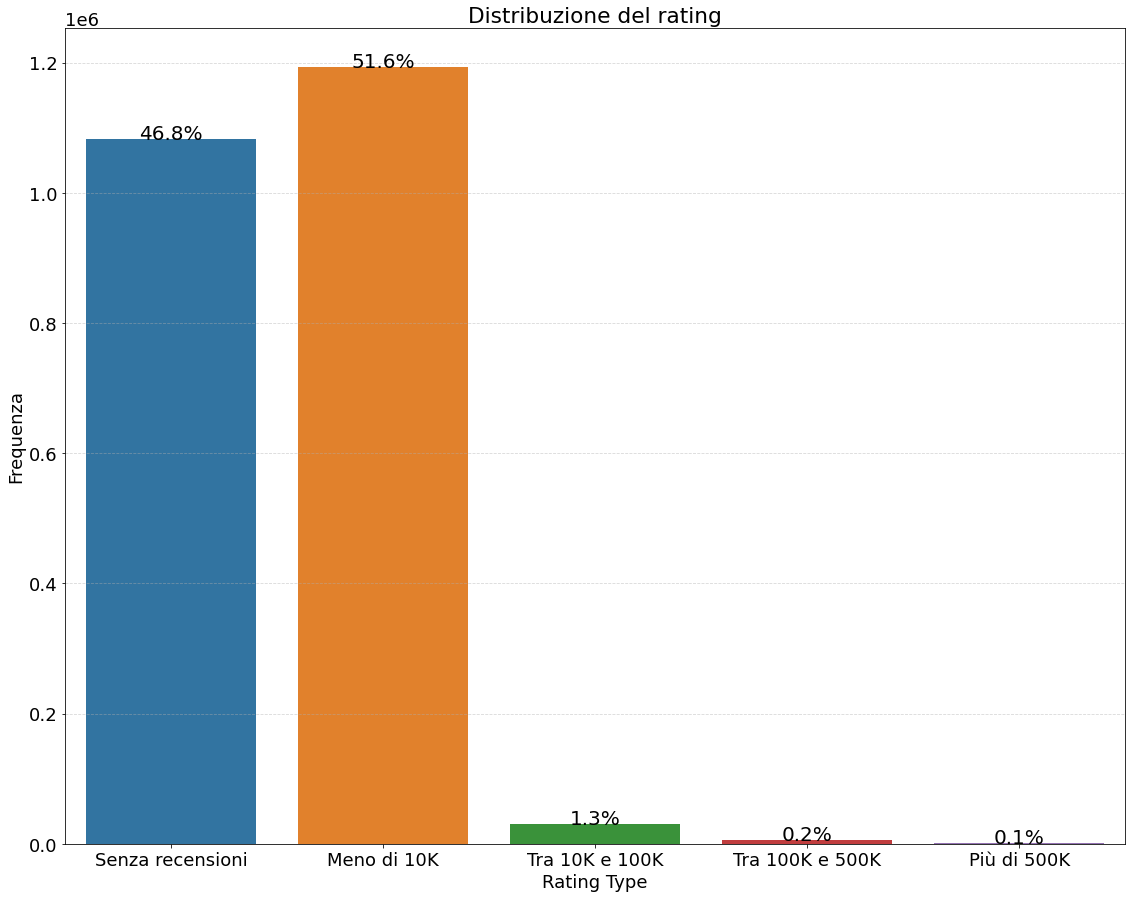 Distribuzione del rating
1e6
1.2
1.0
0.8
0.6
0.4
0.2
0.0
Frequenza
46.8%
51.6%
1.3%
0.2%
0.1%
Senza recensioni
Meno di 10K
Tra 10K e 100K
Tra 100K e 500K
Più di 500K
Rating Type